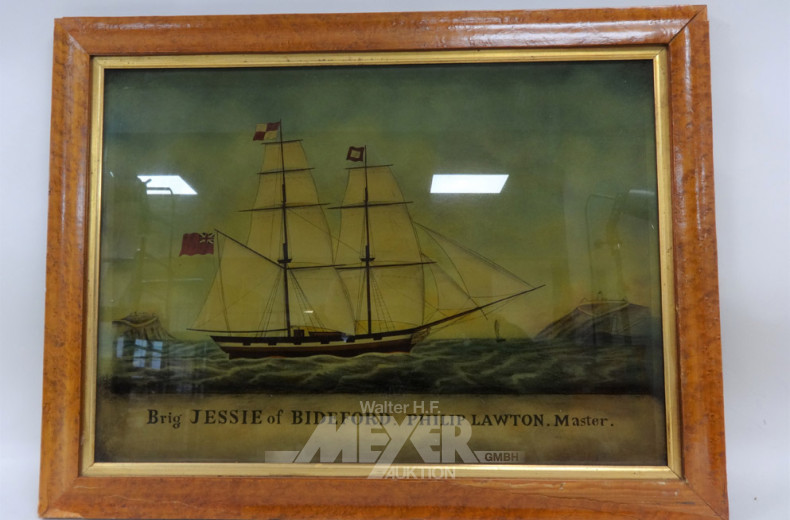 Brig JESSIE of BIDEFORD, PHILIP LAWTON, Master.
Walter H.F.
MEYER
GMBH
AUKTION